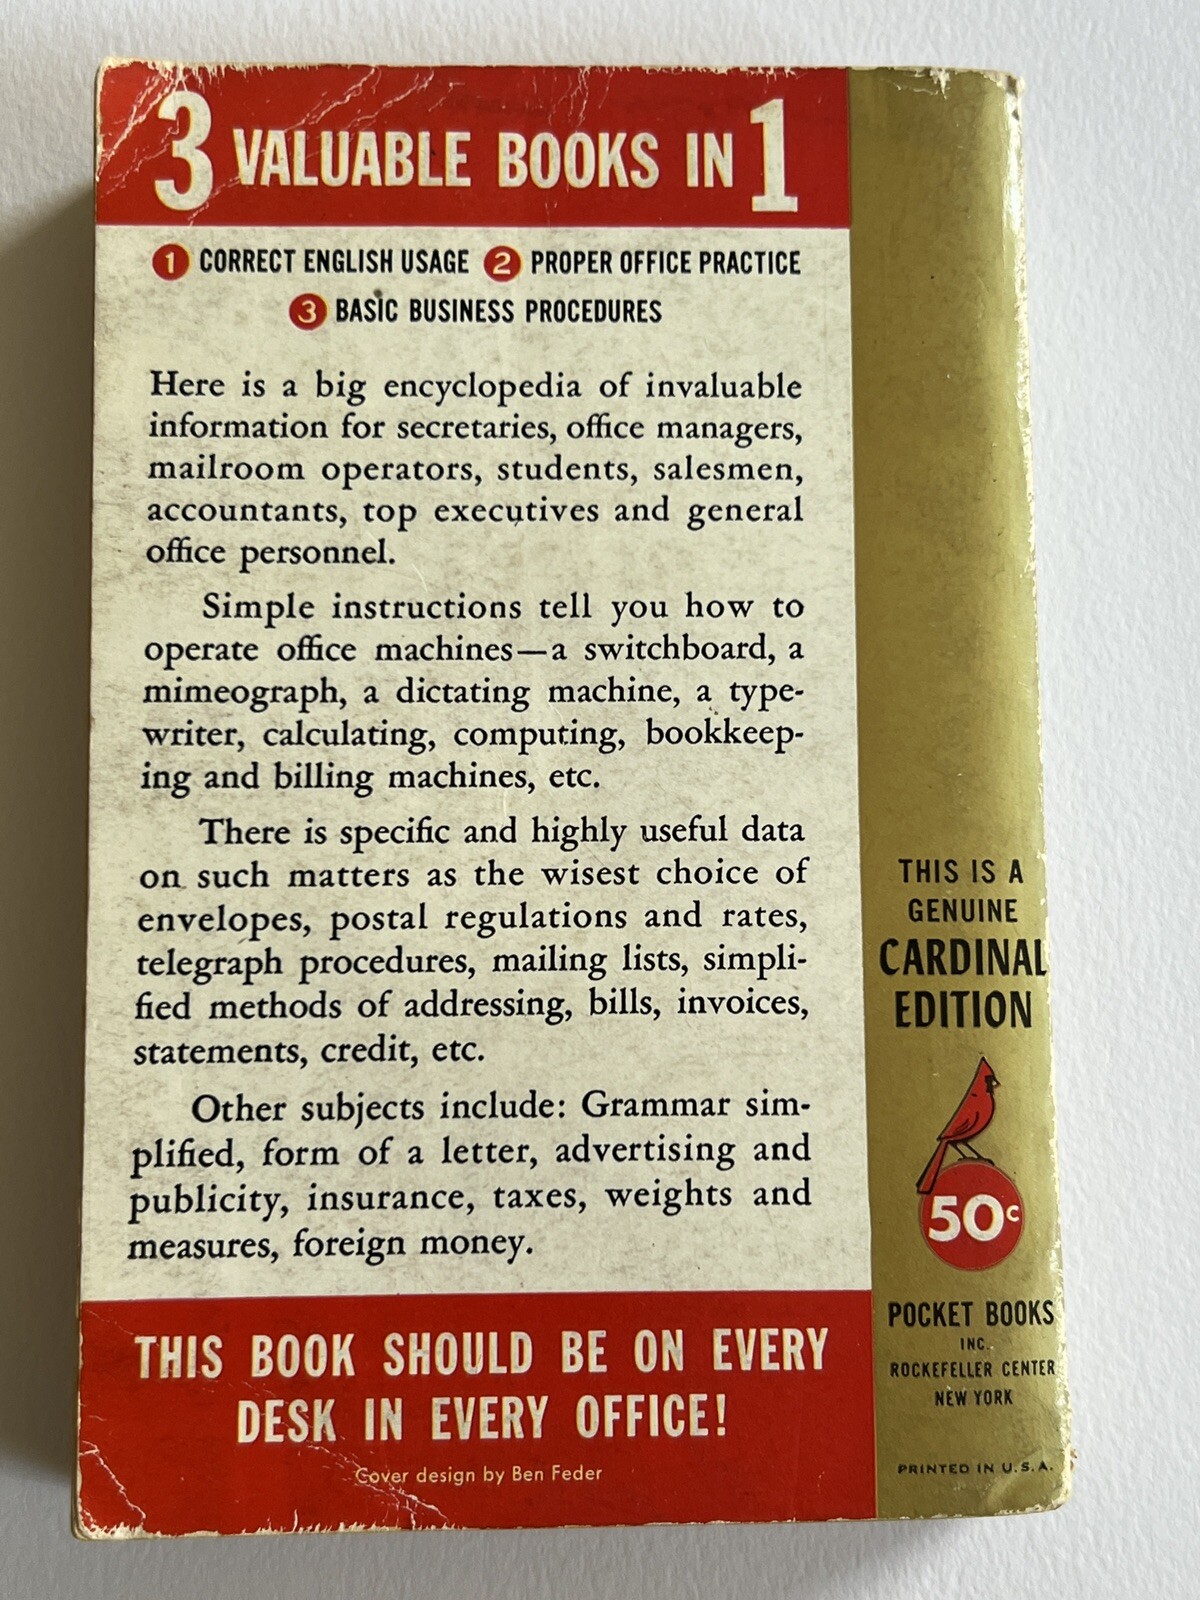 3 VALUABLE BOOKS IN 1
1 CORRECT ENGLISH USAGE 2 PROPER OFFICE PRACTICE
3 BASIC BUSINESS PROCEDURES
Here is a big encyclopedia of invaluable
information for secretaries, office managers,
mailroom operators, students, salesmen,
accountants, top executives and general
office personnel.
Simple instructions tell you how to
operate office machines—a switchboard, a
mimeograph, a dictating machine, a type-
writer, calculating, computing, bookkeep-
ing and billing machines, etc.
There is specific and highly useful data
on such matters as the wisest choice of
envelopes, postal regulations and rates,
telegraph procedures, mailing lists, simpli-
fied methods of addressing, bills, invoices,
statements, credit, etc.
Other subjects include: Grammar sim-
plified, form of a letter, advertising and
publicity, insurance, taxes, weights and
measures, foreign money.
THIS BOOK SHOULD BE ON EVERY
DESK IN EVERY OFFICE!
Cover design by Ben Feder
THIS IS A
GENUINE
CARDINAL
EDITION
50c
POCKET BOOKS
INC.
ROCKEFELLER CENTER
NEW YORK
PRINTED IN U.S.A.